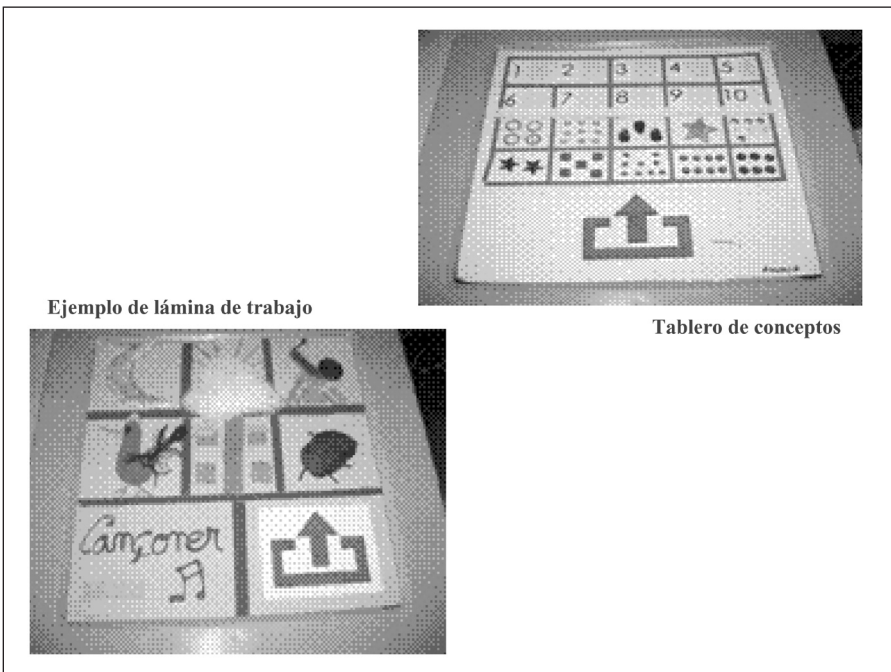 1 2 3 4 5
6 7 8 9 10
Ejemplo de lámina de trabajo
Tablero de conceptos
Cançoner